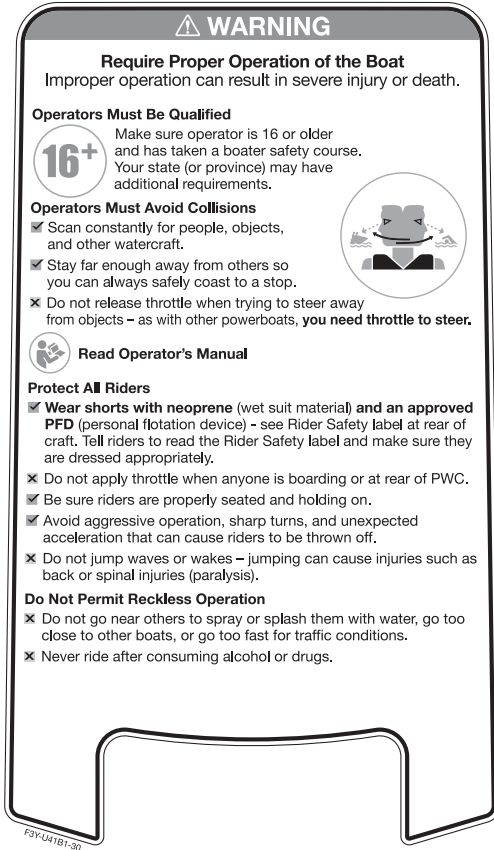 ⚠ WARNING
Require Proper Operation of the Boat
Improper operation can result in severe injury or death.
Operators Must Be Qualified
16+
Make sure operator is 16 or older
and has taken a boater safety course.
Your state (or province) may have
additional requirements.
Operators Must Avoid Collisions
Scan constantly for people, objects,
and other watercraft.
Stay far enough away from others so
you can always safely coast to a stop.
Do not release throttle when trying to steer away
from objects – as with other powerboats, you need throttle to steer.
Read Operator's Manual
Protect All Riders
Wear shorts with neoprene (wet suit material) and an approved
PFD (personal flotation device) - see Rider Safety label at rear of
craft. Tell riders to read the Rider Safety label and make sure they
are dressed appropriately.
Do not apply throttle when anyone is boarding or at rear of PWC.
Be sure riders are properly seated and holding on.
Avoid aggressive operation, sharp turns, and unexpected
acceleration that can cause riders to be thrown off.
Do not jump waves or wakes – jumping can cause injuries such as
back or spinal injuries (paralysis).
Do Not Permit Reckless Operation
Do not go near others to spray or splash them with water, go too
close to other boats, or go too fast for traffic conditions.
Never ride after consuming alcohol or drugs.
F3Y-U41B1-30